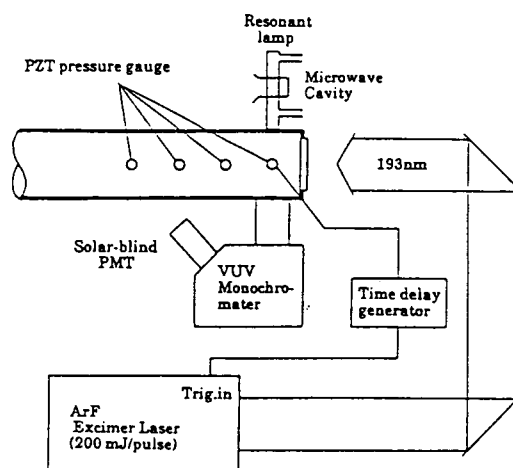 Resonant
lamp
PZT pressure gauge
Microwave
Cavity
193nm
Solar-blind
PMT
VUV
Monochro-
mater
Time delay
generator
Trig.in
ArF
Excimer Laser
(200 mJ/pulse)